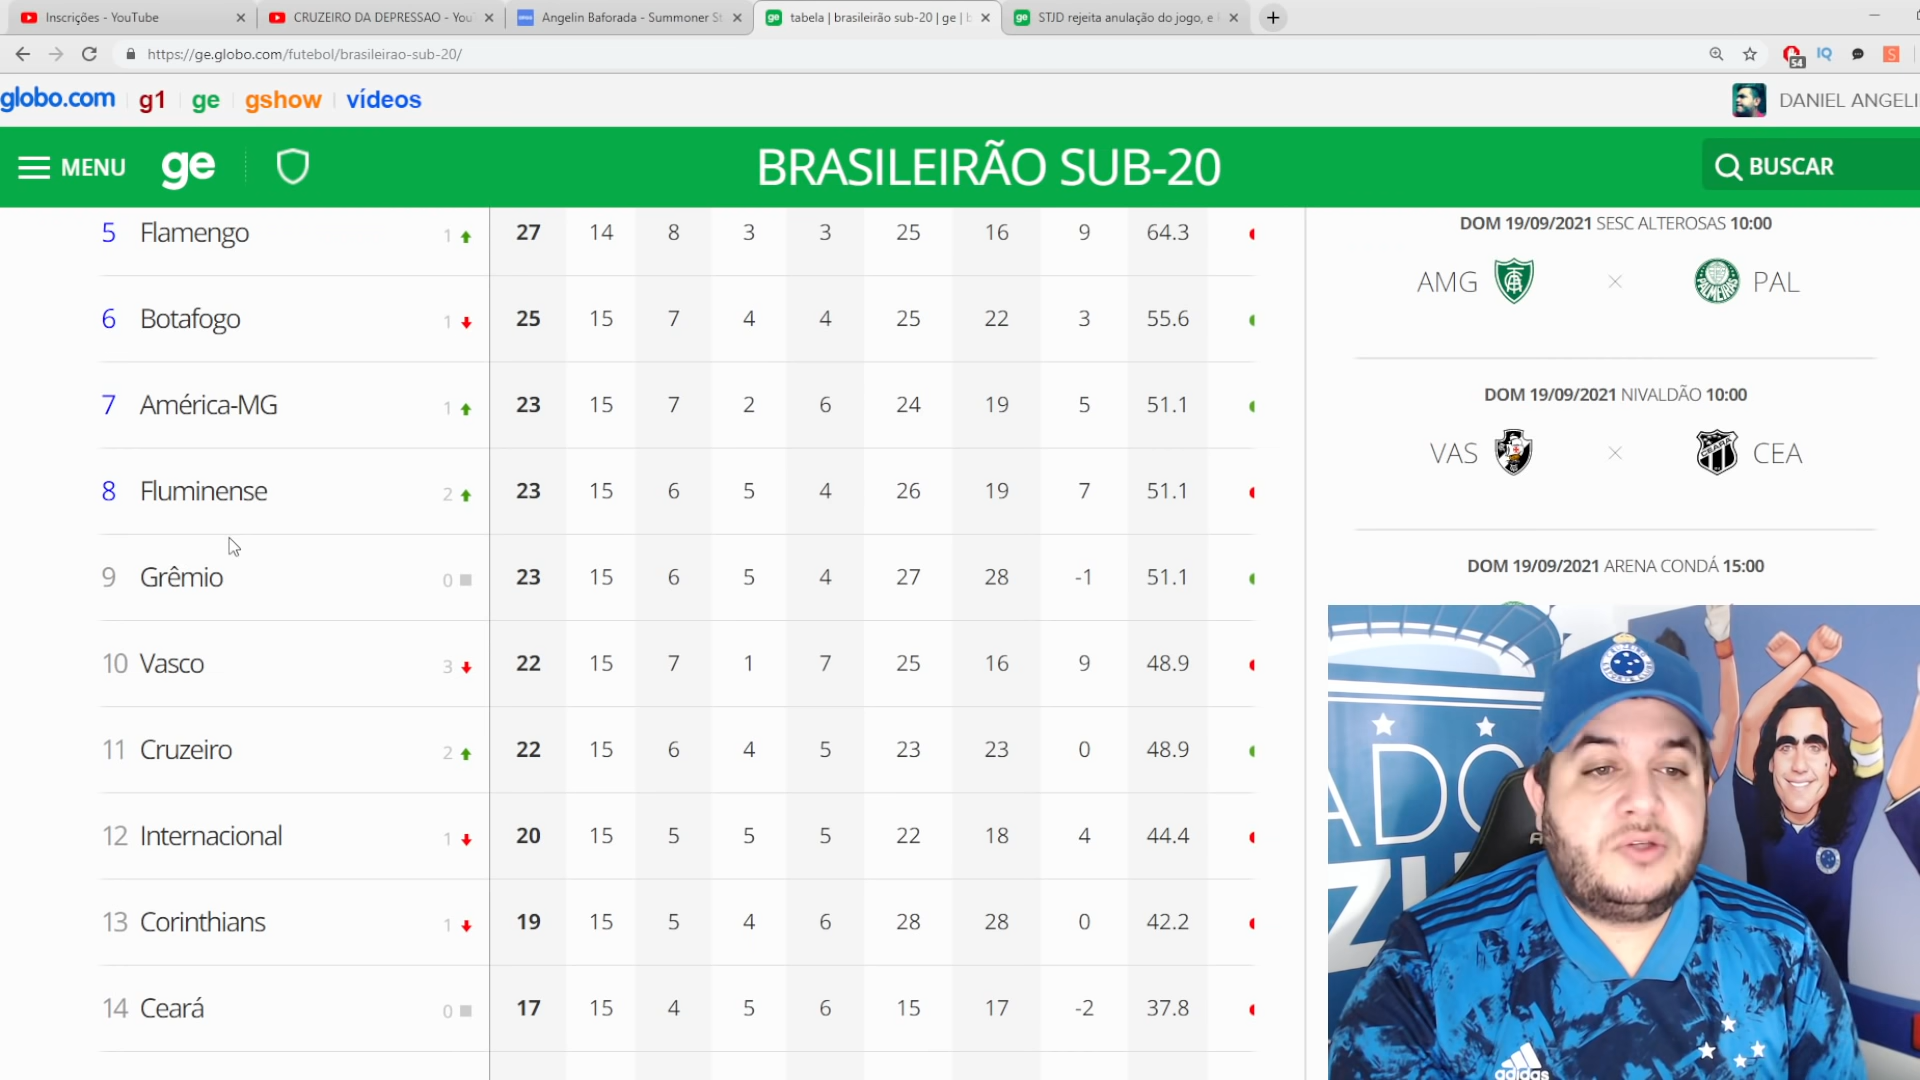 Inscrições - YouTube
CRUZEIRO DA DEPRESSAO - You
Angelin Baforada - Summoner St
tabela | brasileirão sub-20 | ge | b
STJD rejeita anulação do jogo, e
https://ge.globo.com/futebol/brasileirao-sub-20/
54
IQ
S
globo.com g1 ge gshow vídeos
DANIEL ANGELI
MENU ge BRASILEIRÃO SUB-20 BUSCAR
5 Flamengo 1 27 14 8 3 3 25 16 9 64.3
6 Botafogo 1 25 15 7 4 4 25 22 3 55.6
7 América-MG 1 23 15 7 2 6 24 19 5 51.1
8 Fluminense 2 23 15 6 5 4 26 19 7 51.1
9 Grêmio 0 23 15 6 5 4 27 28 -1 51.1
10 Vasco 3 22 15 7 1 7 25 16 9 48.9
11 Cruzeiro 2 22 15 6 4 5 23 23 0 48.9
12 Internacional 1 20 15 5 5 5 22 18 4 44.4
13 Corinthians 1 19 15 5 4 6 28 28 0 42.2
14 Ceará 0 17 15 4 5 6 15 17 -2 37.8
DOM 19/09/2021 SESC ALTEROSAS 10:00
AMG × PAL
DOM 19/09/2021 NIVALDÃO 10:00
VAS × CEA
DOM 19/09/2021 ARENA CONDÁ 15:00
ADO
ZU
adidas